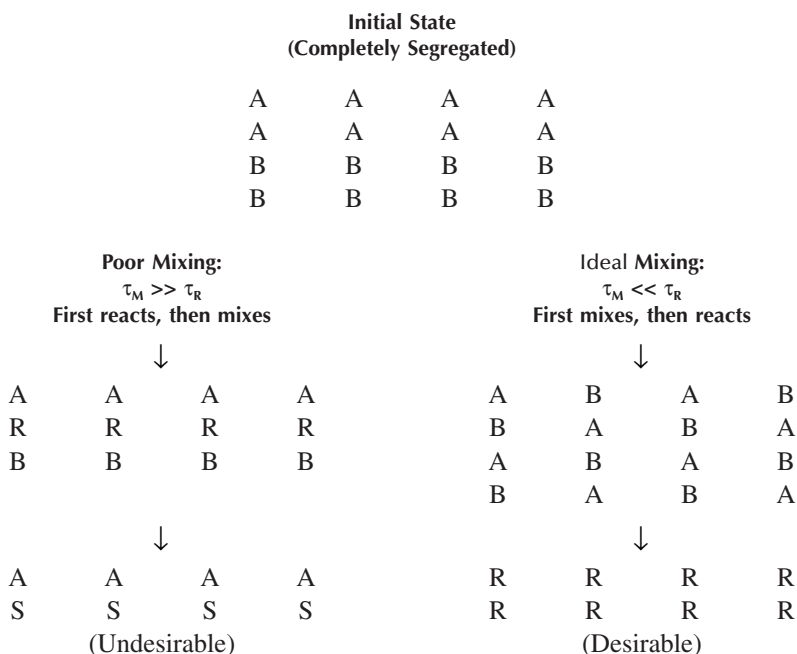 Initial State
(Completely Segregated)
A A A A
A A A A
B B B B
B B B B
Poor Mixing:
τM >> τR
First reacts, then mixes
↓
A A A A
R R R R
B B B B
↓
A A A A
S S S S
(Undesirable)
Ideal Mixing:
τM << τR
First mixes, then reacts
↓
A B A B
B A B A
A B A B
B A B A
↓
R R R R
R R R R
(Desirable)